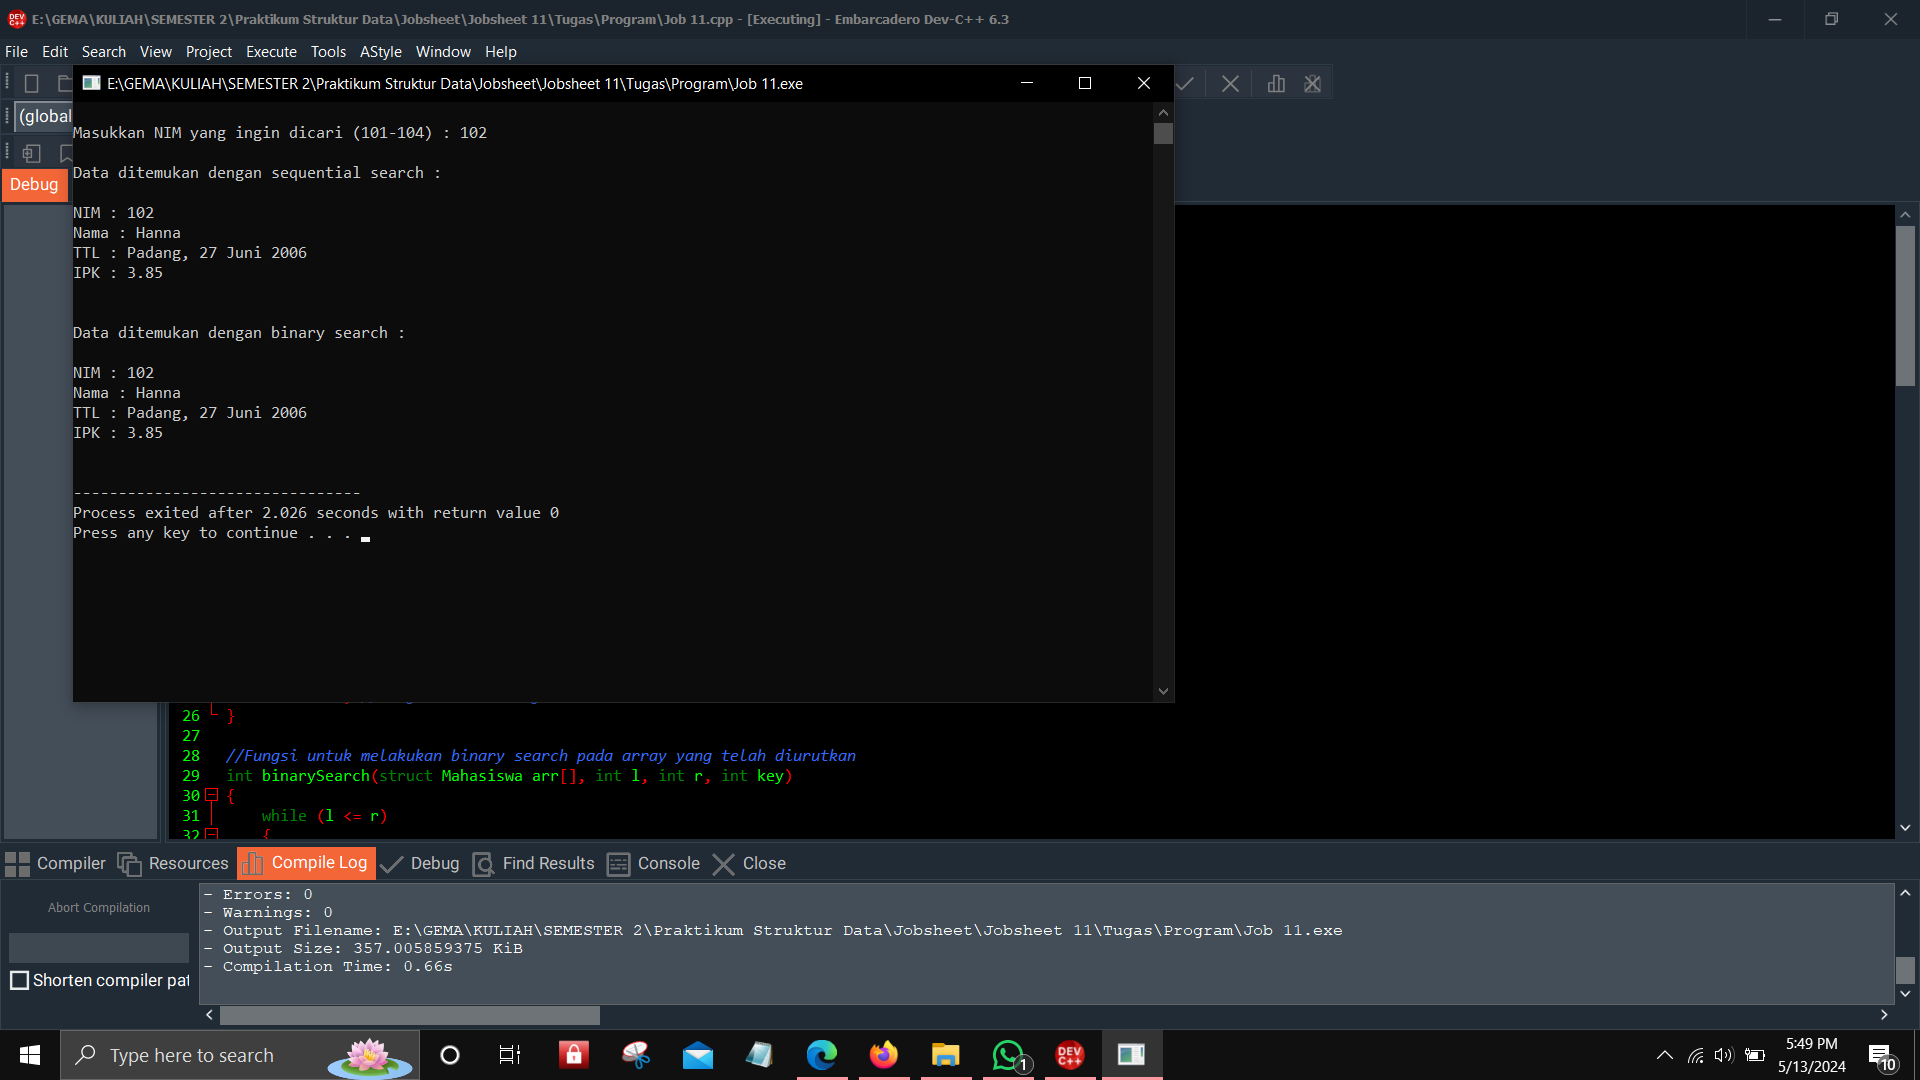 E:\GEMA\KULIAH\SEMESTER 2\Praktikum Struktur Data\Jobsheet\Jobsheet 11\Tugas\Program\Job 11.cpp - [Executing] - Embarcadero Dev-C++ 6.3
File Edit Search View Project Execute Tools AStyle Window Help
E:\GEMA\KULIAH\SEMESTER 2\Praktikum Struktur Data\Jobsheet\Jobsheet 11\Tugas\Program\Job 11.exe
(global
Debug
Masukkan NIM yang ingin dicari (101-104) : 102
Data ditemukan dengan sequential search :
NIM : 102
Nama : Hanna
TTL : Padang, 27 Juni 2006
IPK : 3.85
Data ditemukan dengan binary search :
NIM : 102
Nama : Hanna
TTL : Padang, 27 Juni 2006
IPK : 3.85
--------------------------------
Process exited after 2.026 seconds with return value 0
Press any key to continue . . .
26 }
27
28 //Fungsi untuk melakukan binary search pada array yang telah diurutkan
29 int binarySearch(struct Mahasiswa arr[], int l, int r, int key)
30 {
31 while (l <= r)
32 {
Compiler Resources Compile Log Debug Find Results Console Close
Abort Compilation
Shorten compiler pat
- Errors: 0
- Warnings: 0
- Output Filename: E:\GEMA\KULIAH\SEMESTER 2\Praktikum Struktur Data\Jobsheet\Jobsheet 11\Tugas\Program\Job 11.exe
- Output Size: 357.005859375 KiB
- Compilation Time: 0.66s
Type here to search
1
DEV C++
5:49 PM
5/13/2024
10